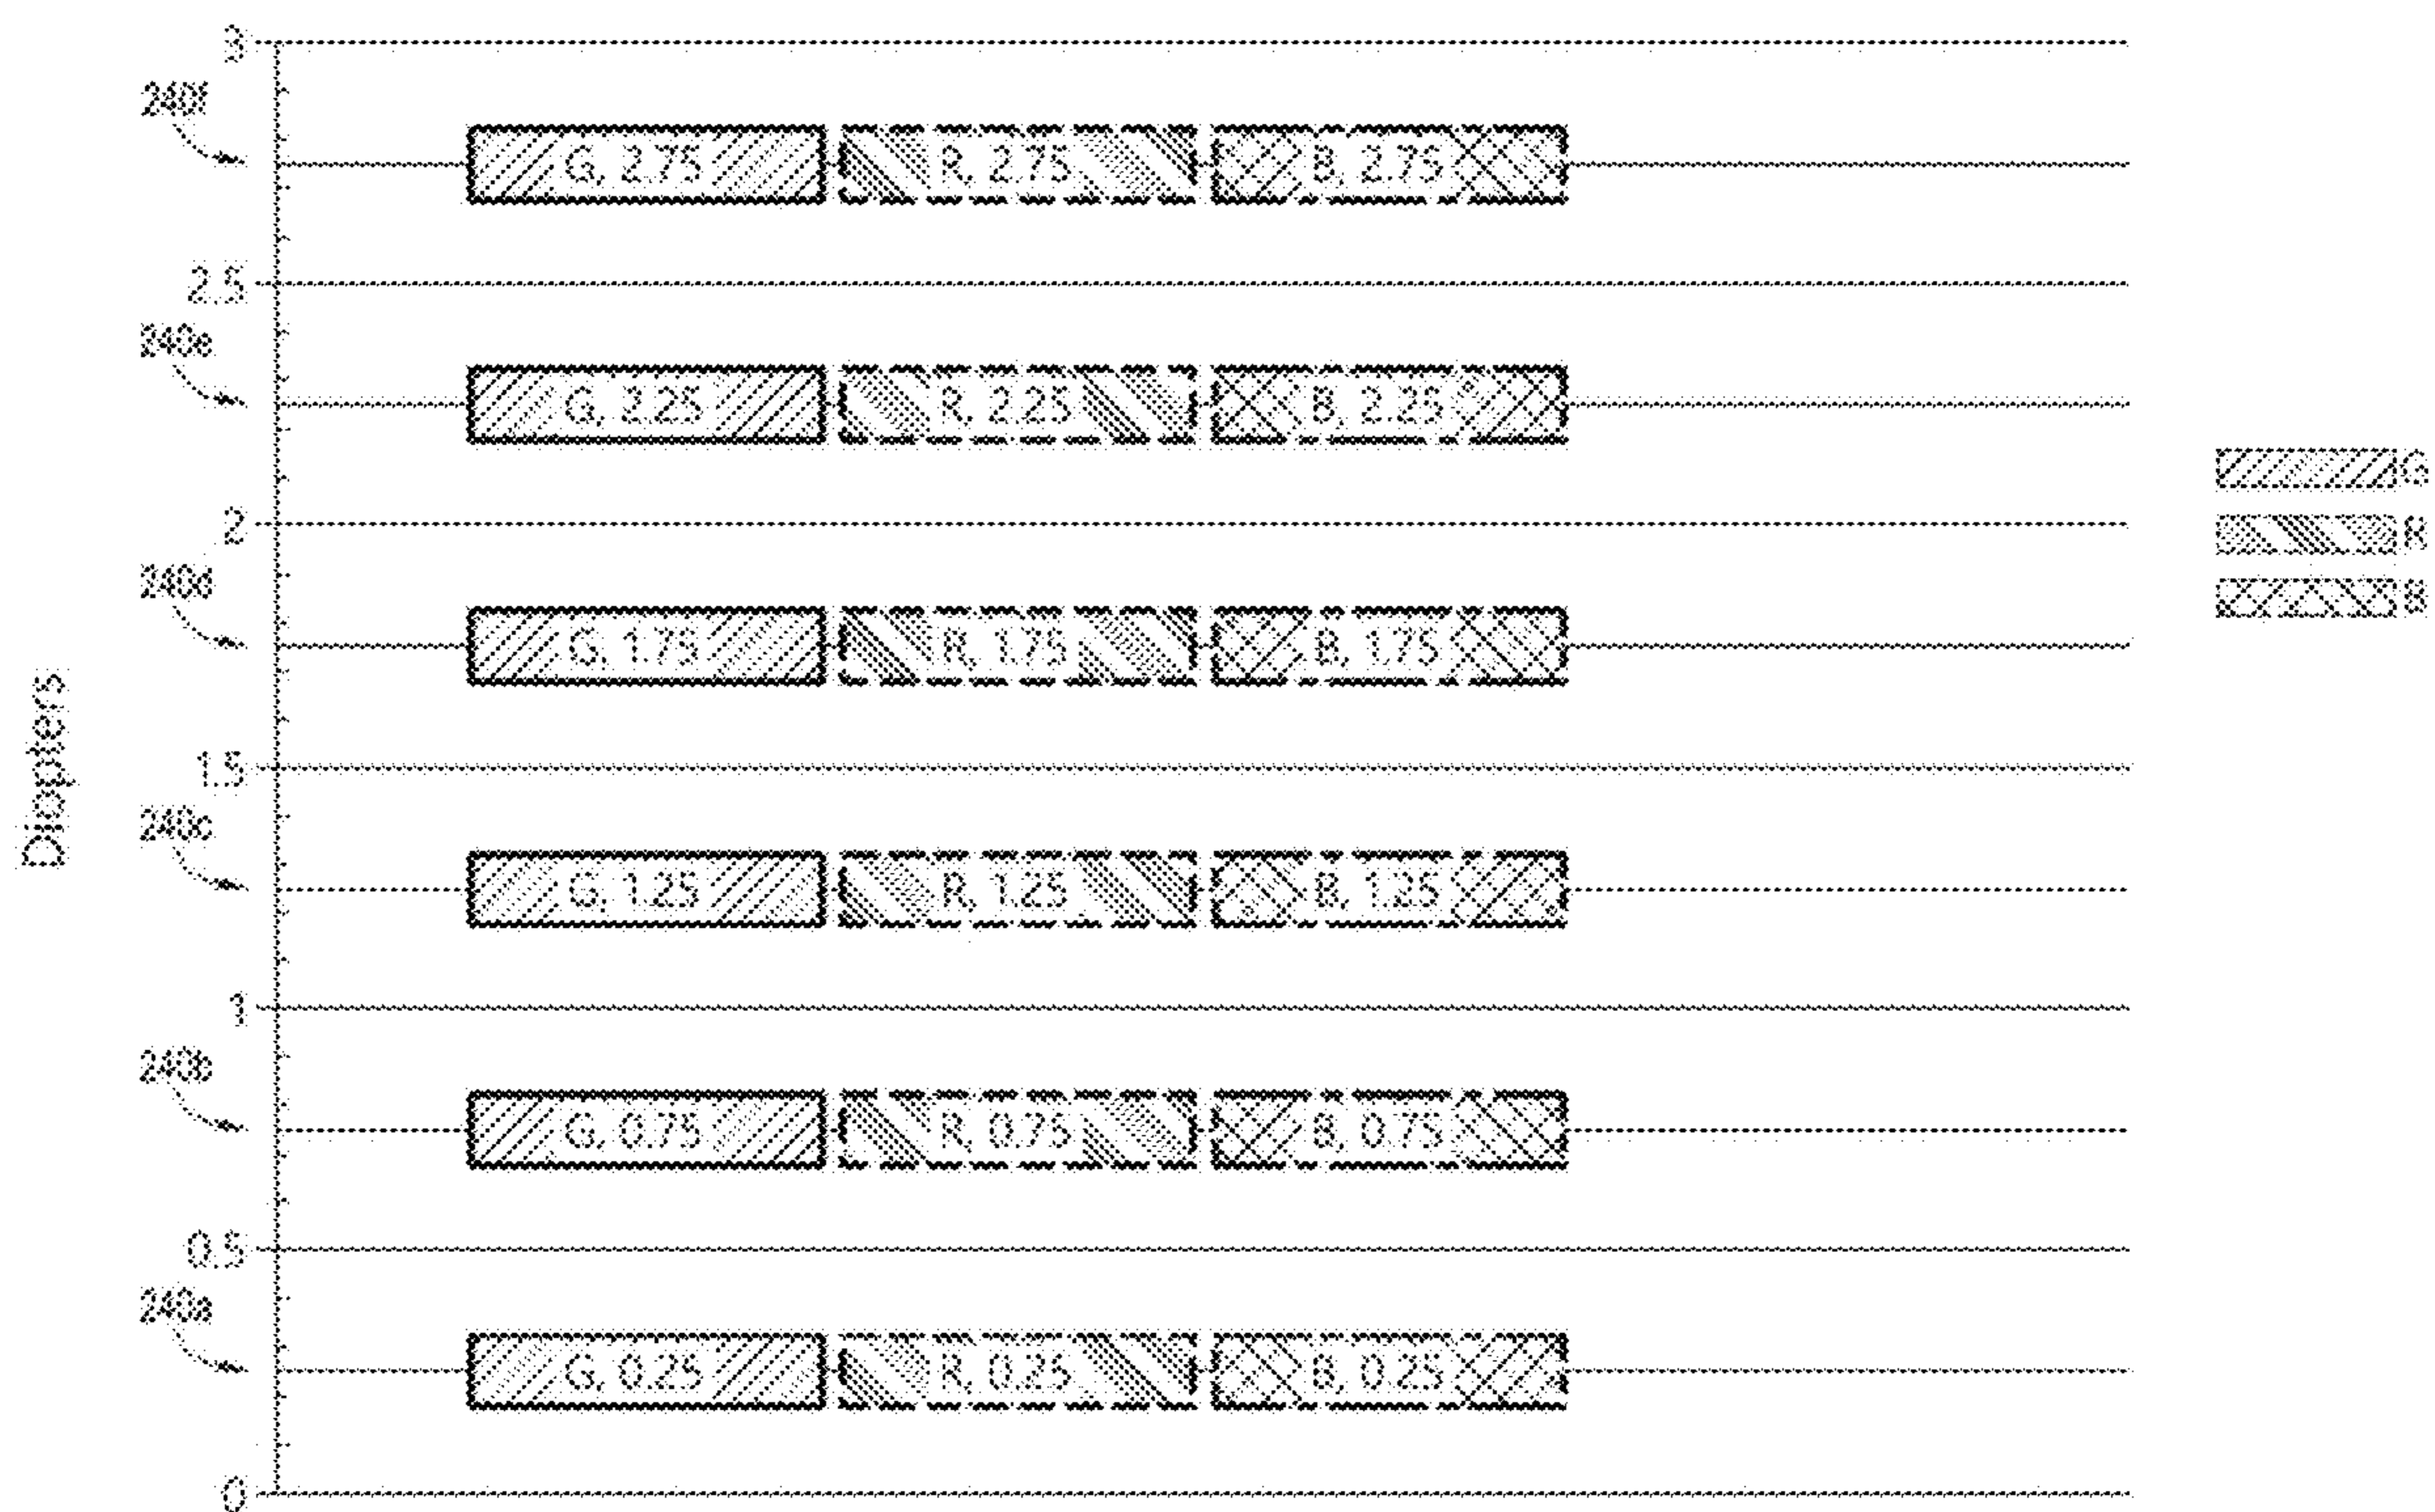 3
240f
G, 2.75 R, 2.75 B, 2.75
2.5
240e
G, 2.25 R, 2.25 B, 2.25
G
2
R
240d
B
G, 1.75 R, 1.75 B, 1.75
Diopters
1.5
240c
G, 1.25 R, 1.25 B, 1.25
1
240b
G, 0.75 R, 0.75 B, 0.75
0.5
240a
G, 0.25 R, 0.25 B, 0.25
0